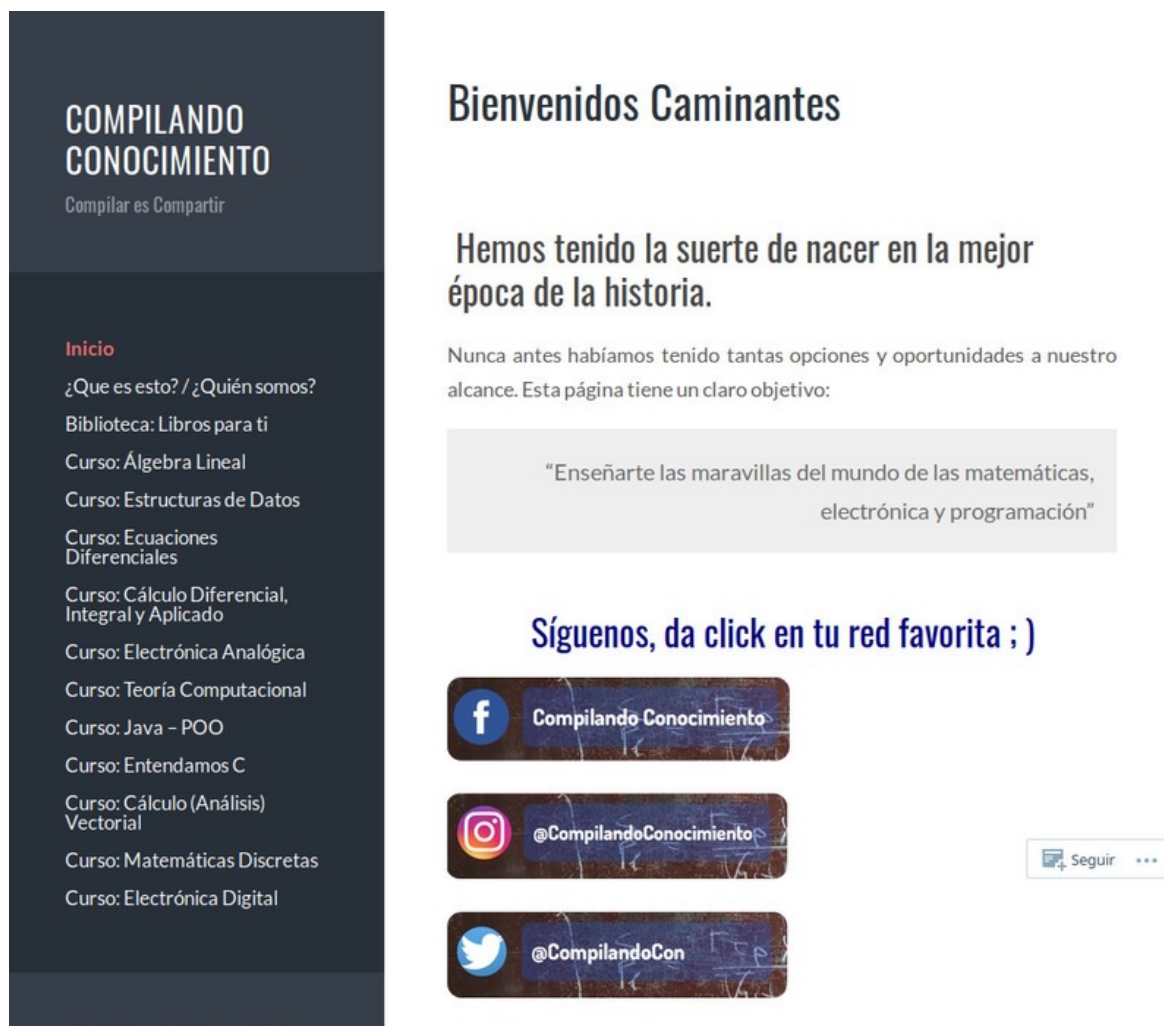 COMPILANDO
CONOCIMIENTO
Compilar es Compartir
Inicio
¿Que es esto? / ¿Quién somos?
Biblioteca: Libros para ti
Curso: Álgebra Lineal
Curso: Estructuras de Datos
Curso: Ecuaciones
Diferenciales
Curso: Cálculo Diferencial,
Integral y Aplicado
Curso: Electrónica Analógica
Curso: Teoría Computacional
Curso: Java – POO
Curso: Entendamos C
Curso: Cálculo (Análisis)
Vectorial
Curso: Matemáticas Discretas
Curso: Electrónica Digital
Bienvenidos Caminantes
Hemos tenido la suerte de nacer en la mejor
época de la historia.
Nunca antes habíamos tenido tantas opciones y oportunidades a nuestro
alcance. Esta página tiene un claro objetivo:
“Enseñarte las maravillas del mundo de las matemáticas,
electrónica y programación”
Síguenos, da click en tu red favorita ; )
Compilando Conocimiento
@CompilandoConocimiento
@CompilandoCon
Seguir